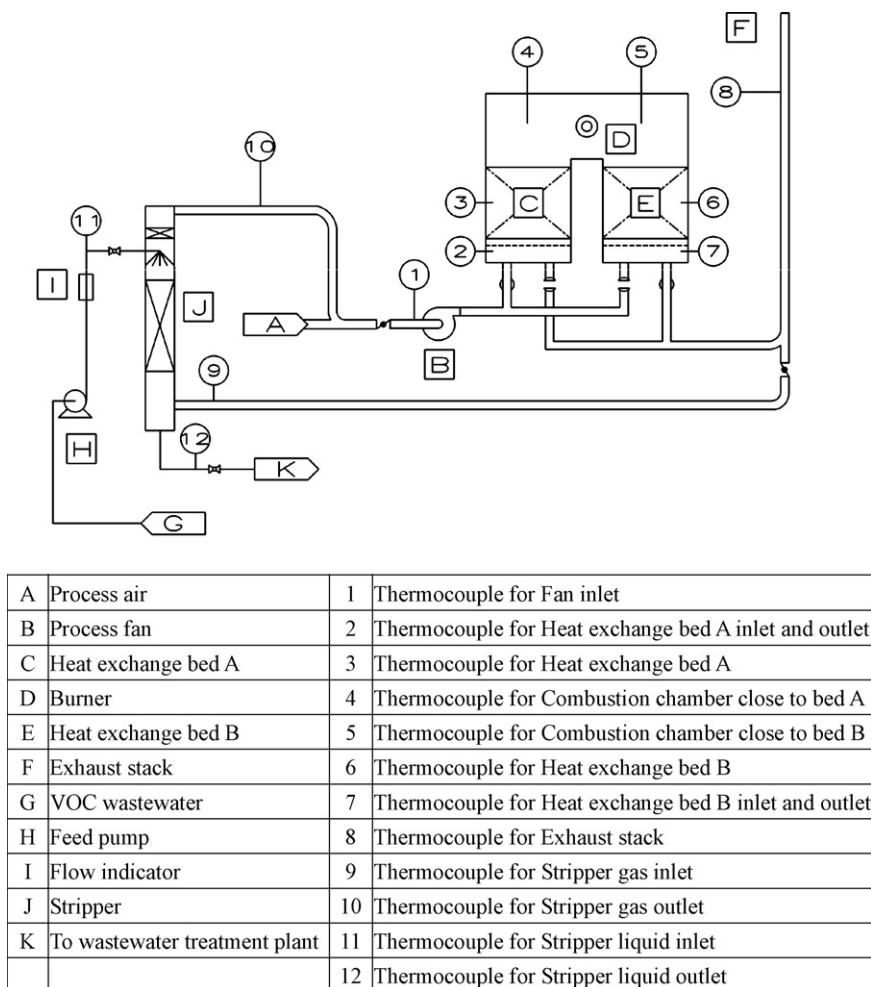 F
4
5
8
D
10
3
C
E
6
11
2
7
I
J
1
A
B
9
H
12
K
G
A Process air 1 Thermocouple for Fan inlet
B Process fan 2 Thermocouple for Heat exchange bed A inlet and outlet
C Heat exchange bed A 3 Thermocouple for Heat exchange bed A
D Burner 4 Thermocouple for Combustion chamber close to bed A
E Heat exchange bed B 5 Thermocouple for Combustion chamber close to bed B
F Exhaust stack 6 Thermocouple for Heat exchange bed B
G VOC wastewater 7 Thermocouple for Heat exchange bed B inlet and outlet
H Feed pump 8 Thermocouple for Exhaust stack
I Flow indicator 9 Thermocouple for Stripper gas inlet
J Stripper 10 Thermocouple for Stripper gas outlet
K To wastewater treatment plant 11 Thermocouple for Stripper liquid inlet
12 Thermocouple for Stripper liquid outlet